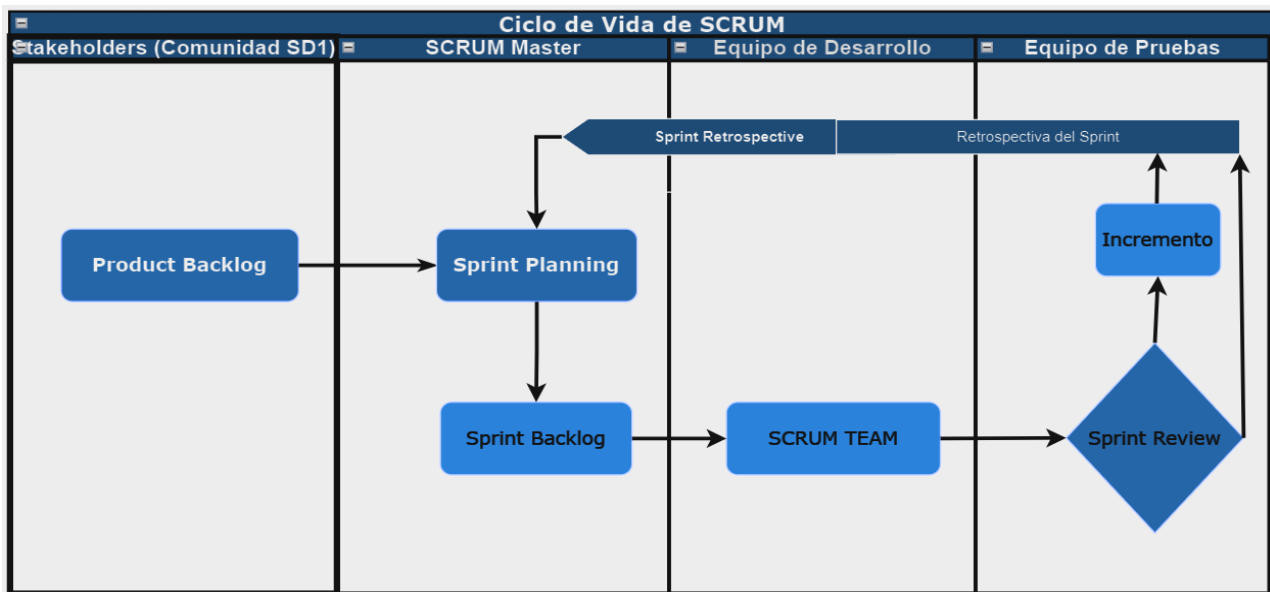 Ciclo de Vida de SCRUM
Stakeholders (Comunidad SD1)
SCRUM Master
Equipo de Desarrollo
Equipo de Pruebas
Sprint Retrospective
Retrospectiva del Sprint
Product Backlog
Sprint Planning
Incremento
Sprint Backlog
SCRUM TEAM
Sprint Review